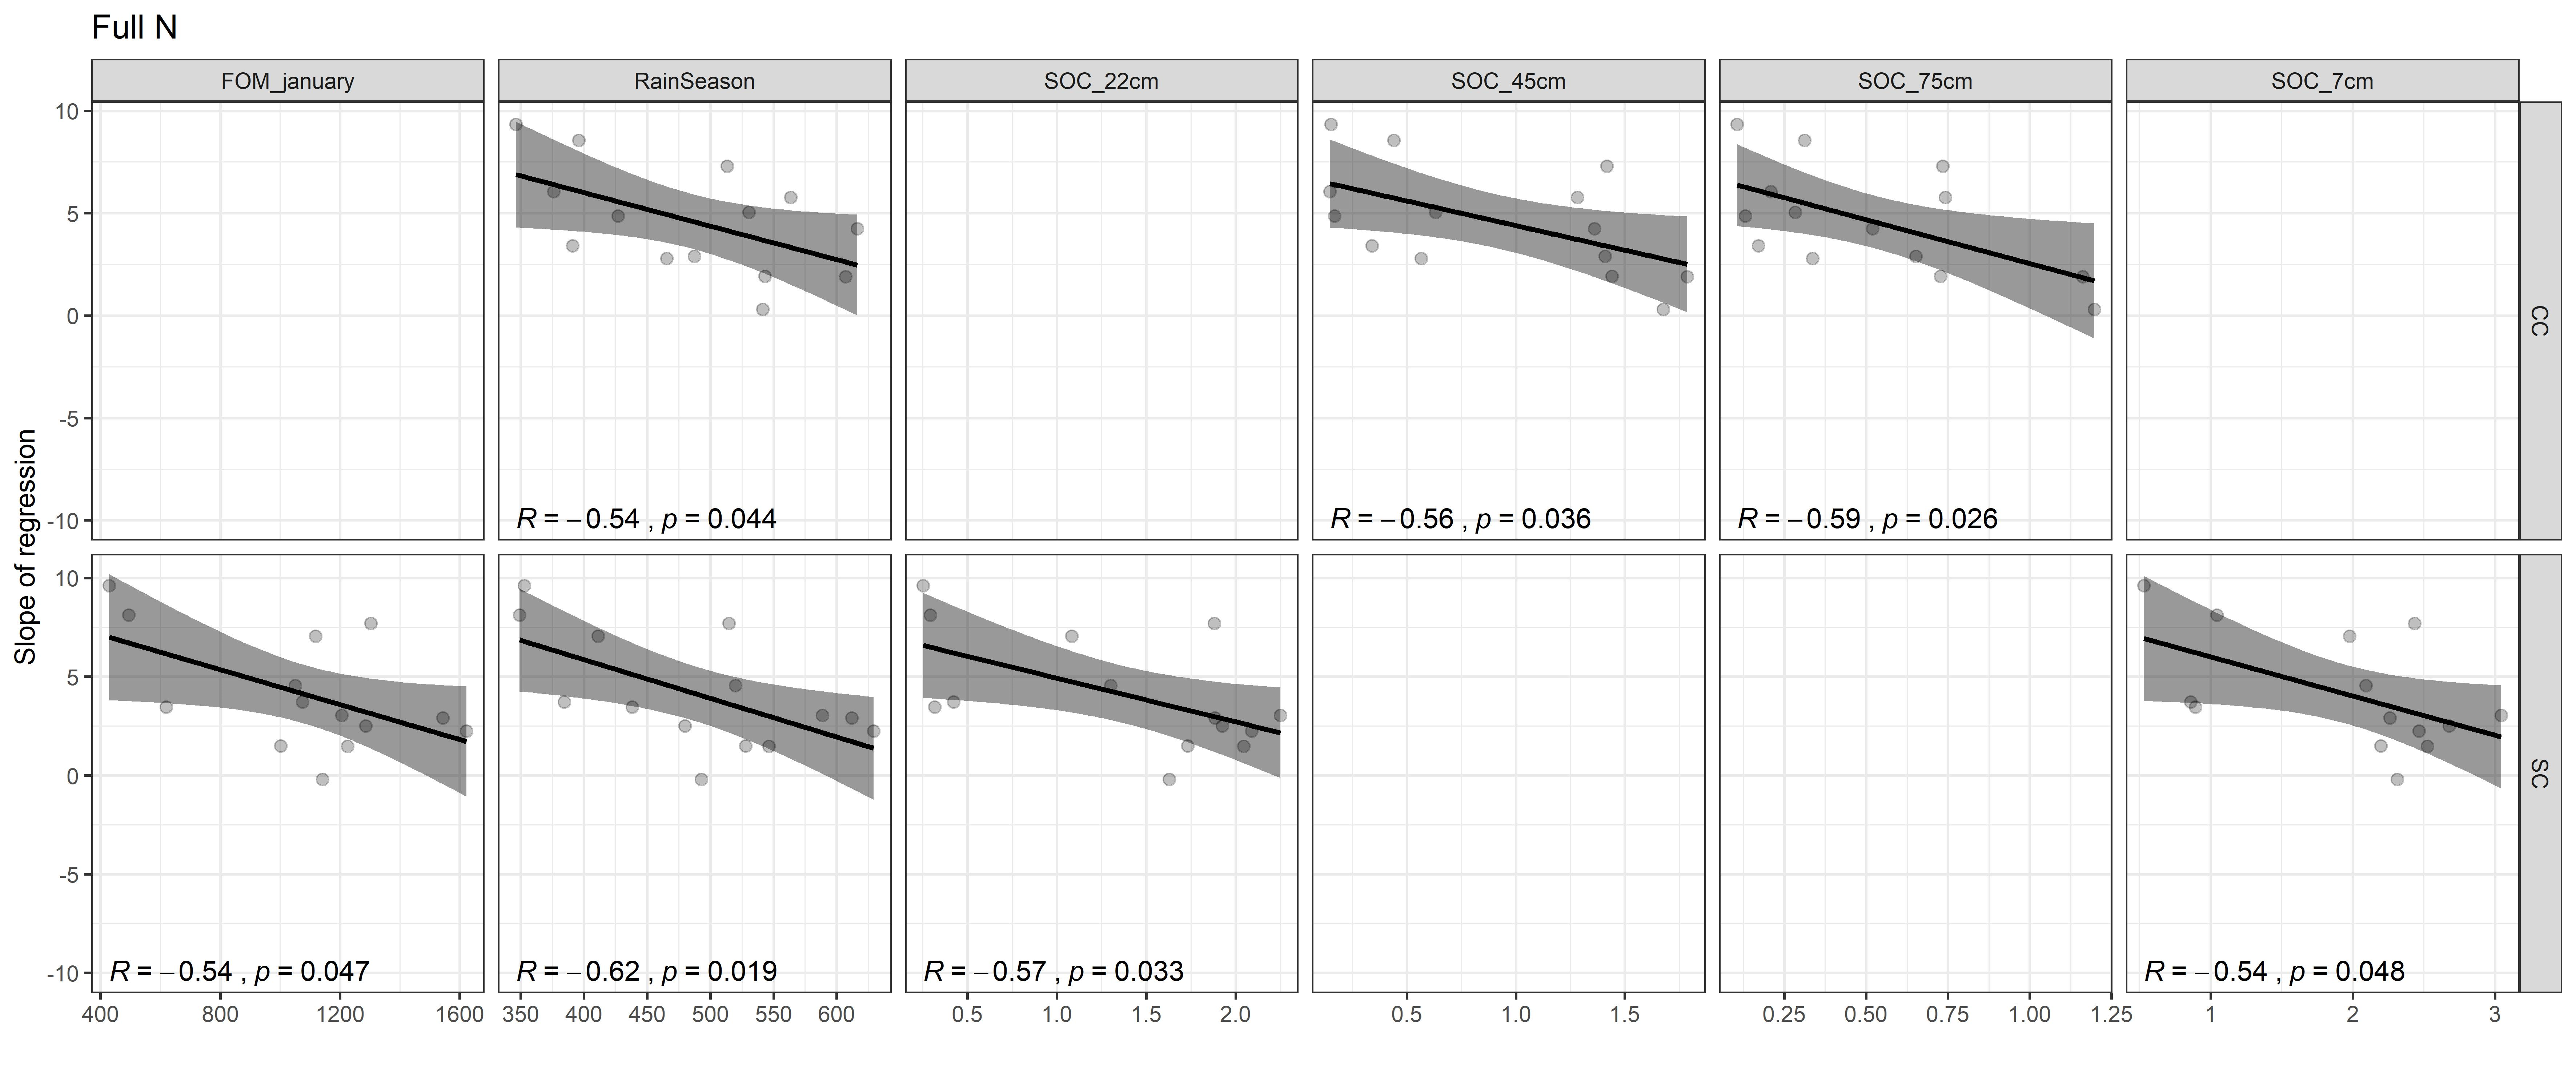 Full N
FOM_january RainSeason SOC_22cm SOC_45cm SOC_75cm SOC_7cm
Slope of regression
10
5
0
-5
-10
R = −0.54 , p = 0.044
R = −0.56 , p = 0.036
R = −0.59 , p = 0.026
CC
10
5
0
-5
-10
R = −0.54 , p = 0.047
R = −0.62 , p = 0.019
R = −0.57 , p = 0.033
R = −0.54 , p = 0.048
SC
400 800 1200 1600 350 400 450 500 550 600 0.5 1.0 1.5 2.0 0.5 1.0 1.5 0.25 0.50 0.75 1.00 1.25 1 2 3